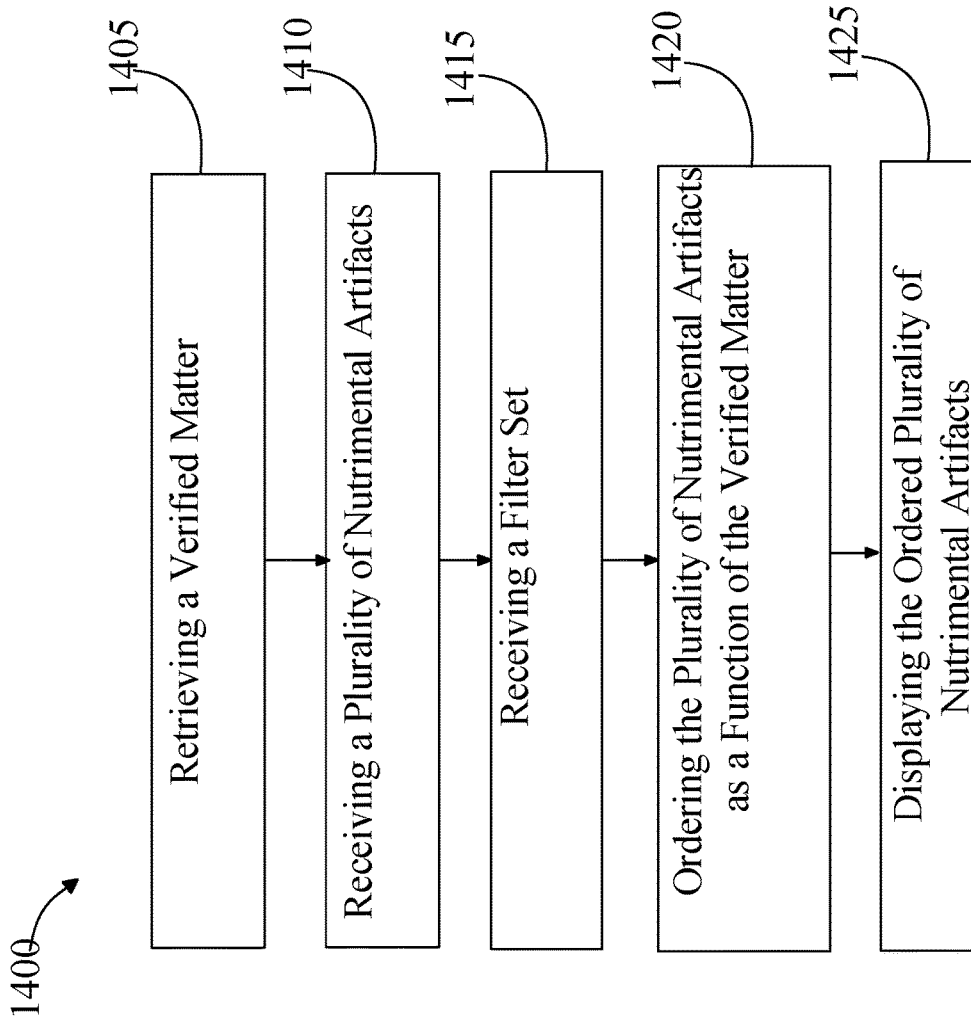 1400
1405
Retrieving a Verified Matter
1410
Receiving a Plurality of Nutrimental Artifacts
1415
Receiving a Filter Set
1420
Ordering the Plurality of Nutrimental Artifacts
as a Function of the Verified Matter
1425
Displaying the Ordered Plurality of
Nutrimental Artifacts